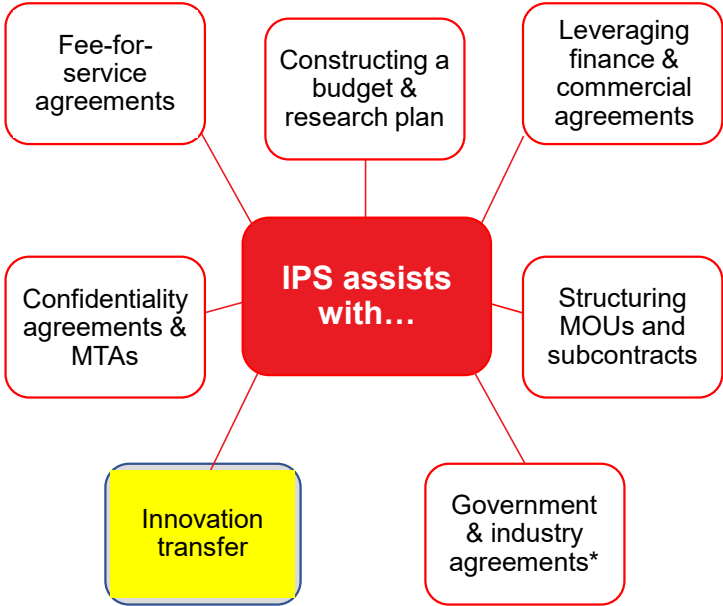 Fee-for-
service
agreements
Constructing a
budget &
research plan
Leveraging
finance &
commercial
agreements
IPS assists
with…
Confidentiality
agreements &
MTAs
Structuring
MOUs and
subcontracts
Innovation
transfer
Government
& industry
agreements*